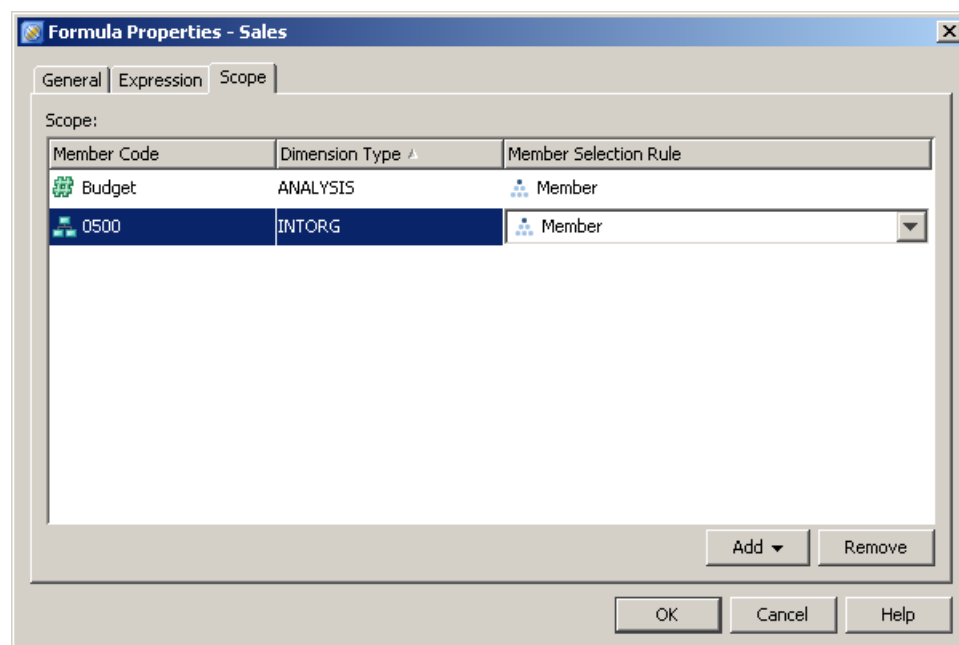 Formula Properties - Sales
General Expression Scope
Scope:
Member Code Dimension Type Member Selection Rule
Budget ANALYSIS Member
0500 INTORG Member
Add Remove
OK Cancel Help